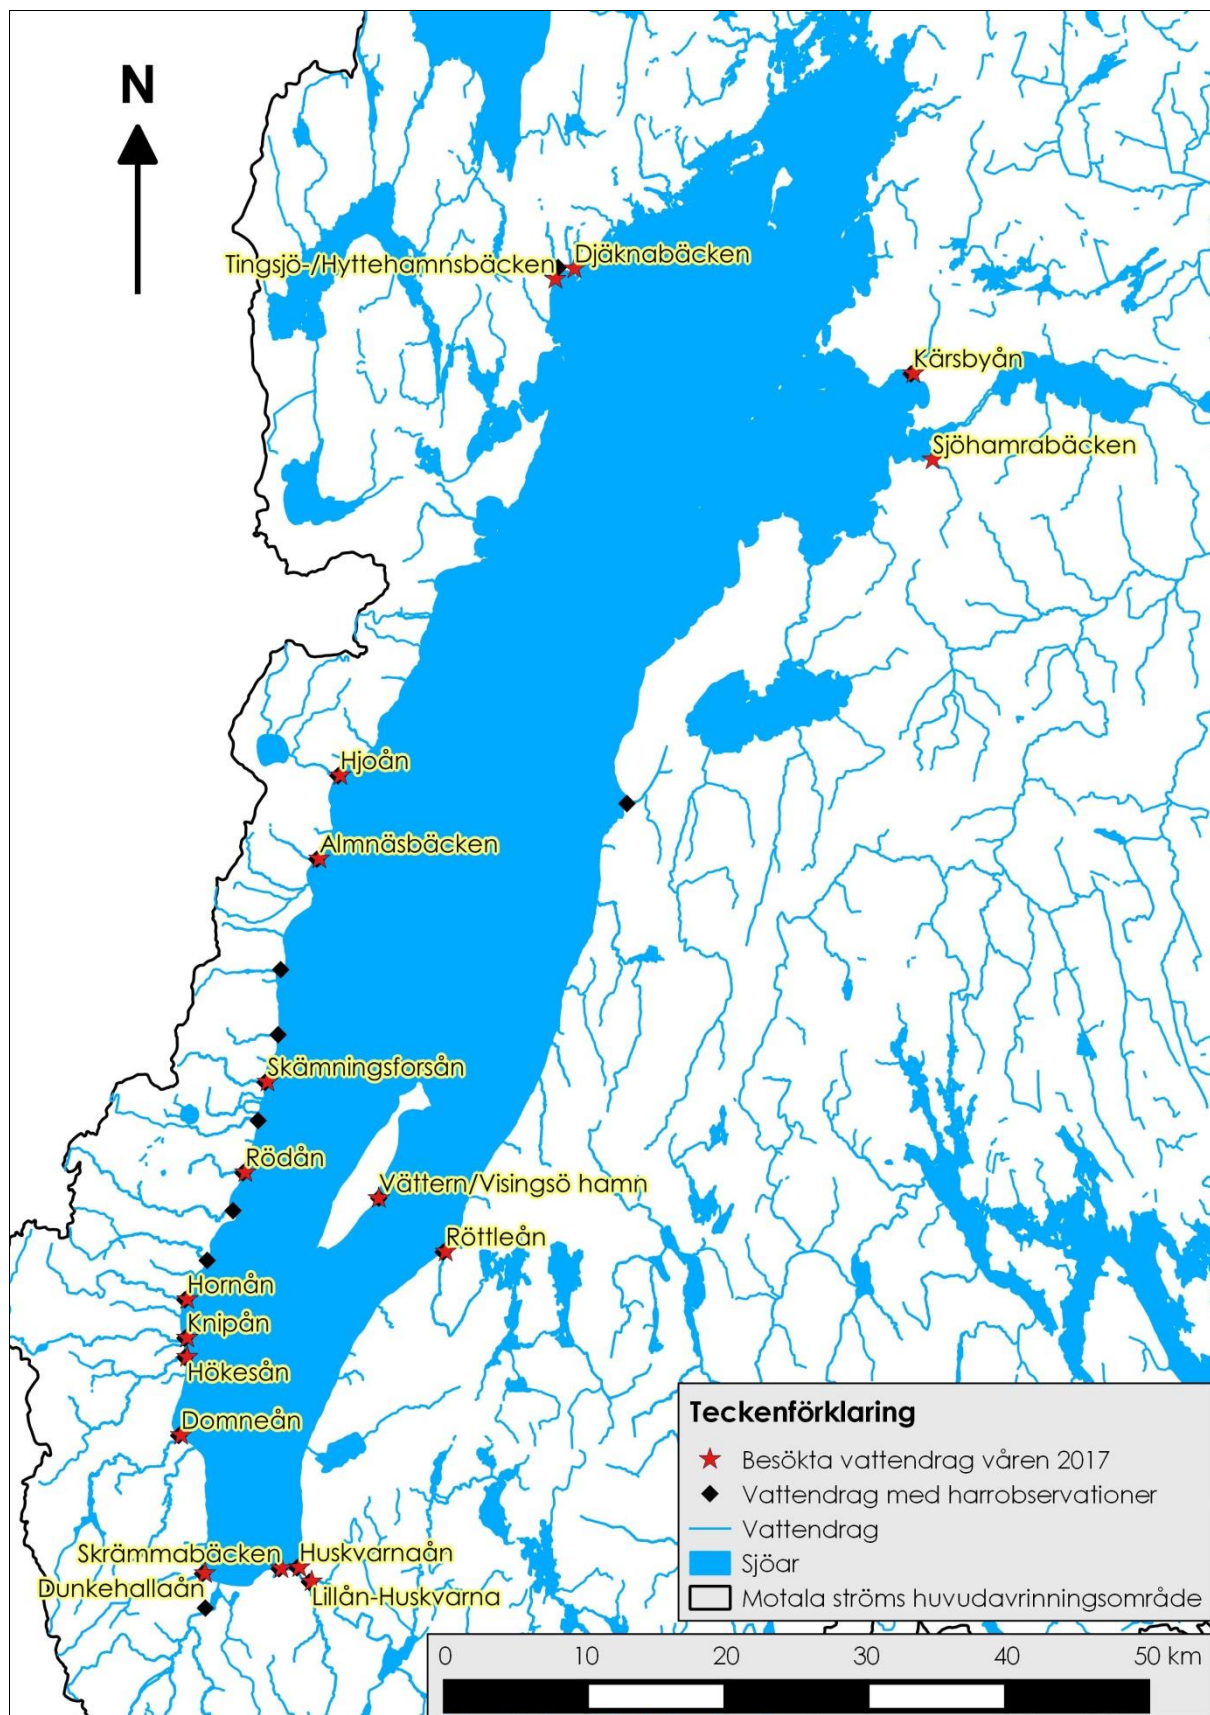 N
Tingsjö-/Hyttehamnsbäcken
Djäknabäcken
Kärsbyån
Sjöhamrabäcken
Hjoån
Almnäsbäcken
Skämningsforsån
Rödån
Vättern/Visingsö hamn
Röttleån
Hornån
Knipån
Hökesån
Domneån
Skrämmabäcken
Huskvarnaån
Dunkehallaån
Lillån-Huskvarna
Teckenförklaring
Besökta vattendrag våren 2017
Vattendrag med harrobservationer
Vattendrag
Sjöar
Motala ströms huvudavrinningsområde
0 10 20 30 40 50 km